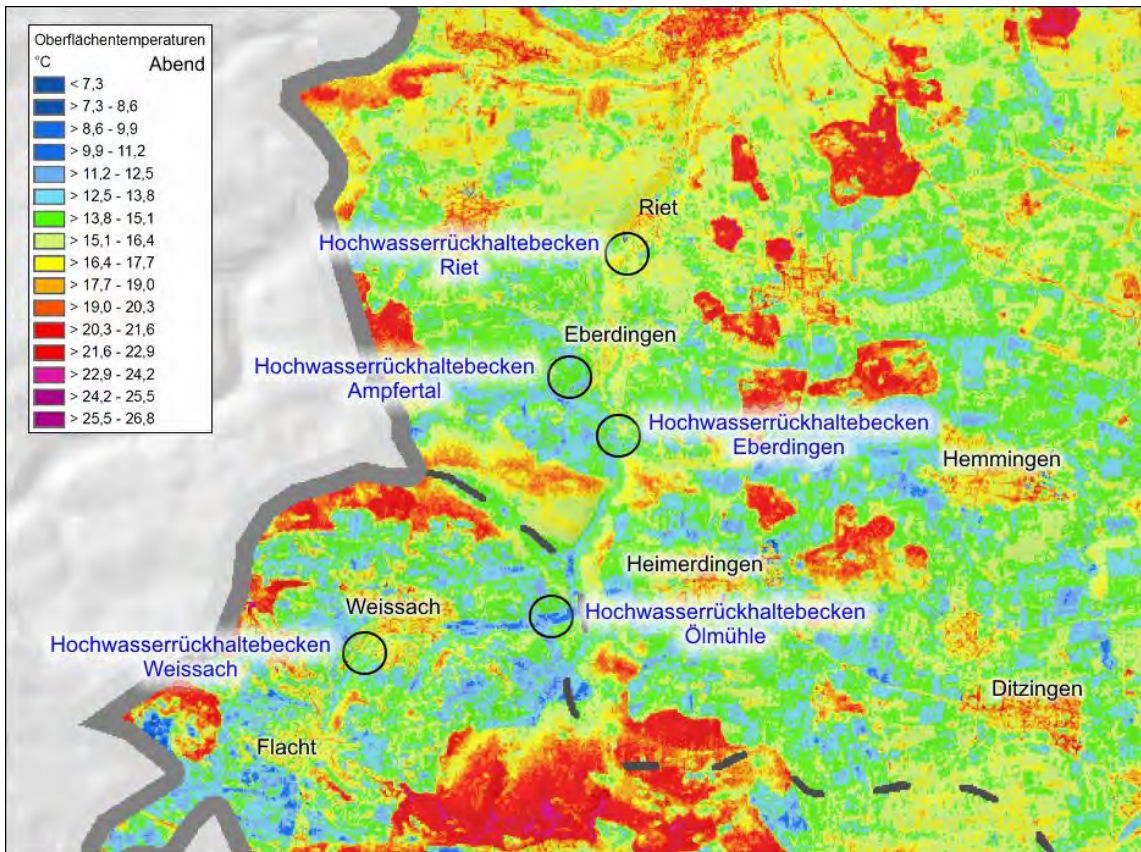 Oberflächentemperaturen
°C Abend
< 7,3
> 7,3 - 8,6
> 8,6 - 9,9
> 9,9 - 11,2
> 11,2 - 12,5
> 12,5 - 13,8
> 13,8 - 15,1
> 15,1 - 16,4
> 16,4 - 17,7
> 17,7 - 19,0
> 19,0 - 20,3
> 20,3 - 21,6
> 21,6 - 22,9
> 22,9 - 24,2
> 24,2 - 25,5
> 25,5 - 26,8
Riet
Hochwasserrückhaltebecken
Riet
Eberdingen
Hochwasserrückhaltebecken
Ampfertal
Hochwasserrückhaltebecken
Eberdingen
Hemmingen
Heimerdingen
Weissach
Hochwasserrückhaltebecken
Ölmühle
Hochwasserrückhaltebecken
Weissach
Ditzingen
Flacht